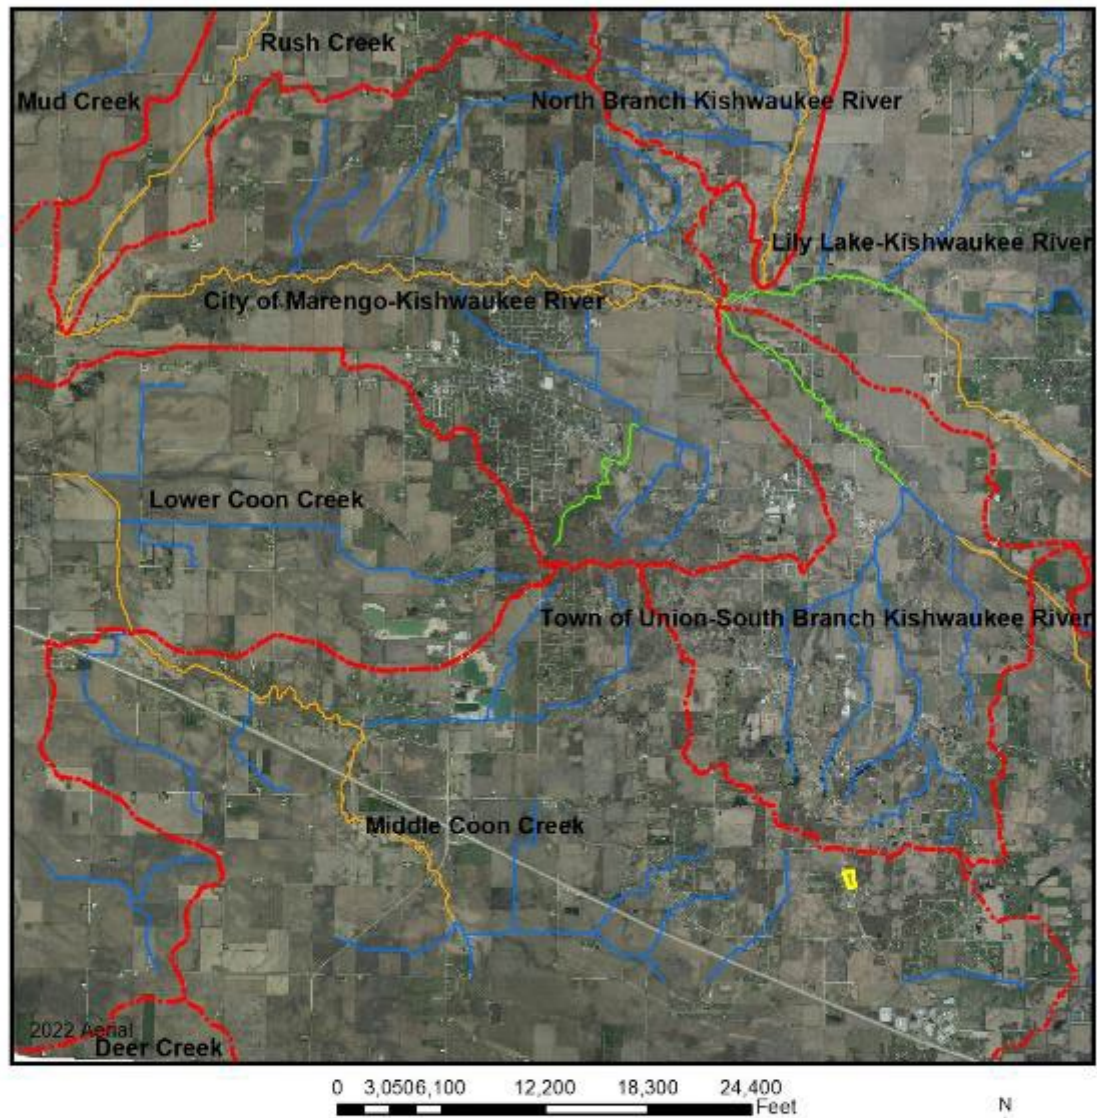 Rush Creek
Mud Creek
North Branch Kishwaukee River
Lily Lake-Kishwaukee River
City of Marengo-Kishwaukee River
Lower Coon Creek
Town of Union-South Branch Kishwaukee River
Middle Coon Creek
2022 Aerial
Deer Creek
0 3,050 6,100 12,200 18,300 24,400
Feet
N